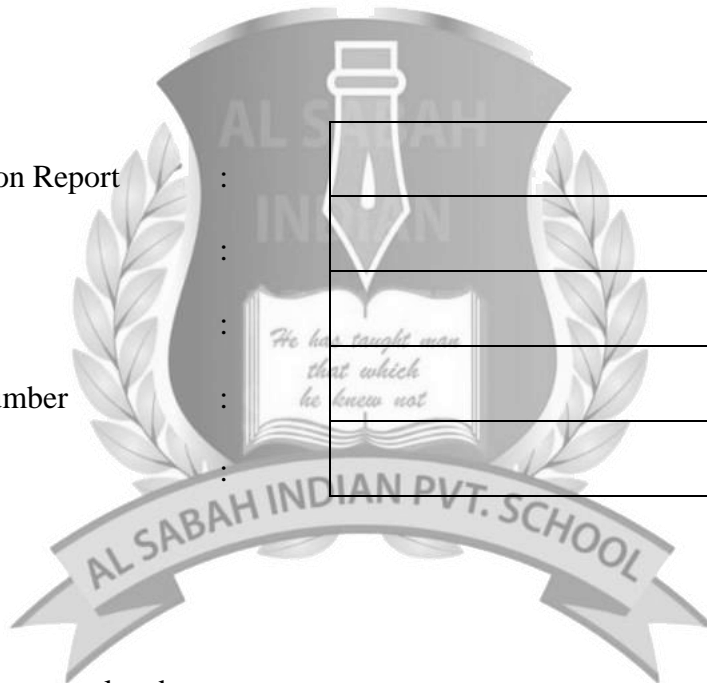 AL SABAH
on Report :
INDIAN
:
:
He has taught man
that which
he knew not
umber :
:
AL SABAH INDIAN PVT. SCHOOL